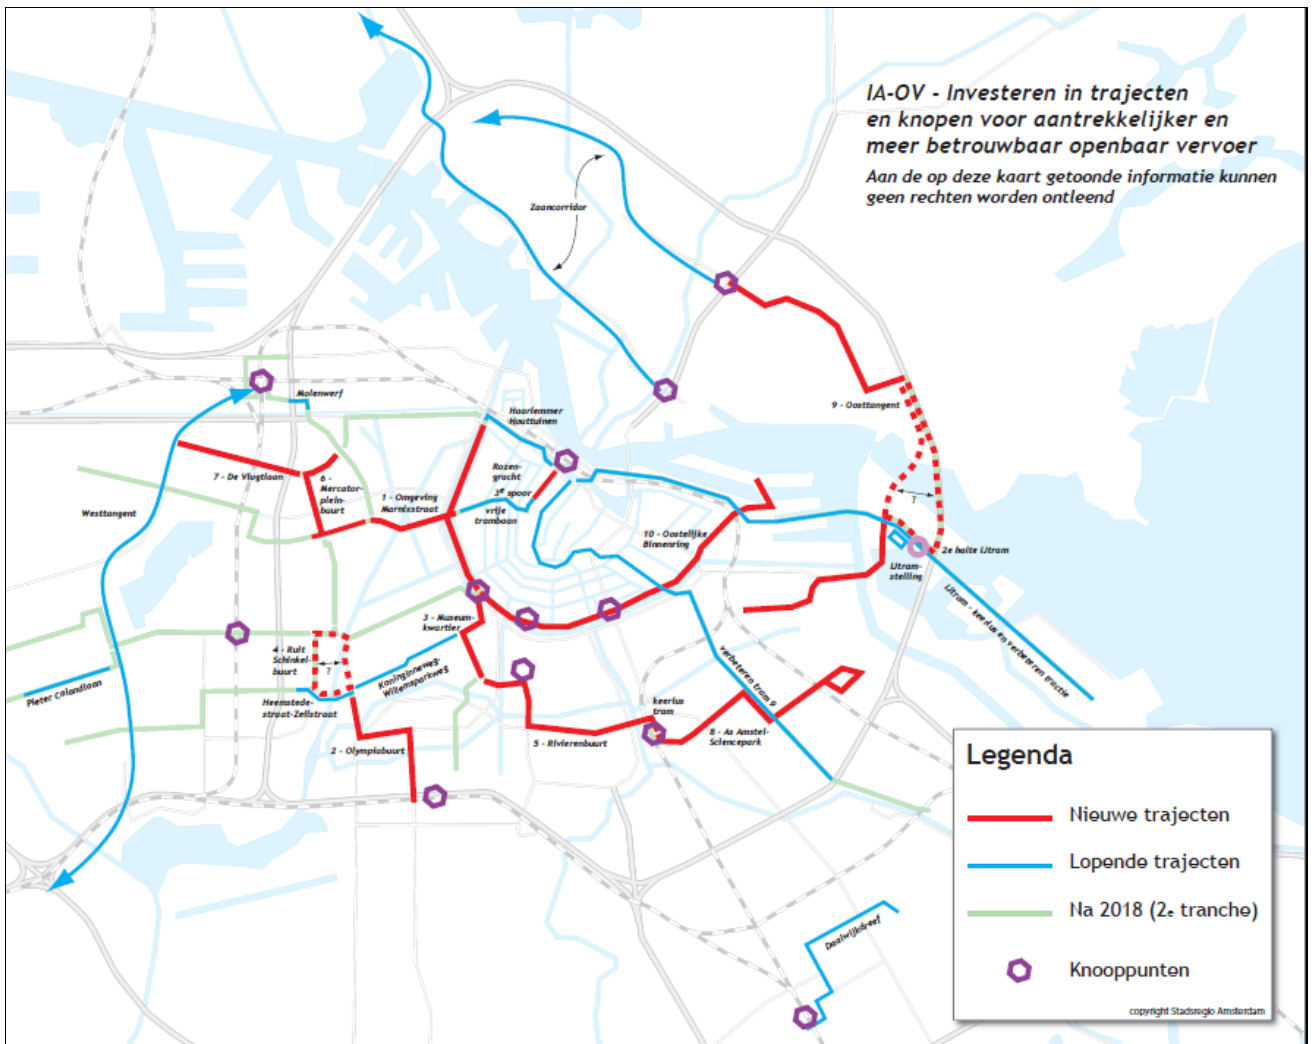 IA-OV - Investeren in trajecten
en knopen voor aantrekkelijker en
meer betrouwbaar openbaar vervoer
Aan de op deze kaart getoonde informatie kunnen
geen rechten worden ontleend
Zaancorridor
Molenwerf
Haarlemmer
Houttuinen
9 - Oosttangent
7 - De Vlugtlaan
6 -
Mercator-
plein-
buurt
1 - Omgeving
Marnixstraat
Rozen-
gracht
3e spoor
vrije
trambaan
Westtangent
10 - Oostelijke
Binnenring
?
2e halte IJtram
IJtram-
stelling
IJtram - keerlus en verbeteren tractie
3 - Museum-
kwartier
4 - Ruit
Schinkel-
buurt
?
Koninginneweg-
Willemsparkweg
verbeteren tram 9
Pieter Calandlaan
Heemstede-
straat-Zeilstraat
keerlus
tram
2 - Olympiabuurt
5 - Rivierenbuurt
8 - As Amstel-
Sciencepark
Daalwijkdreef
Legenda
Nieuwe trajecten
Lopende trajecten
Na 2018 (2e tranche)
Knooppunten
copyright Stadsregio Amsterdam